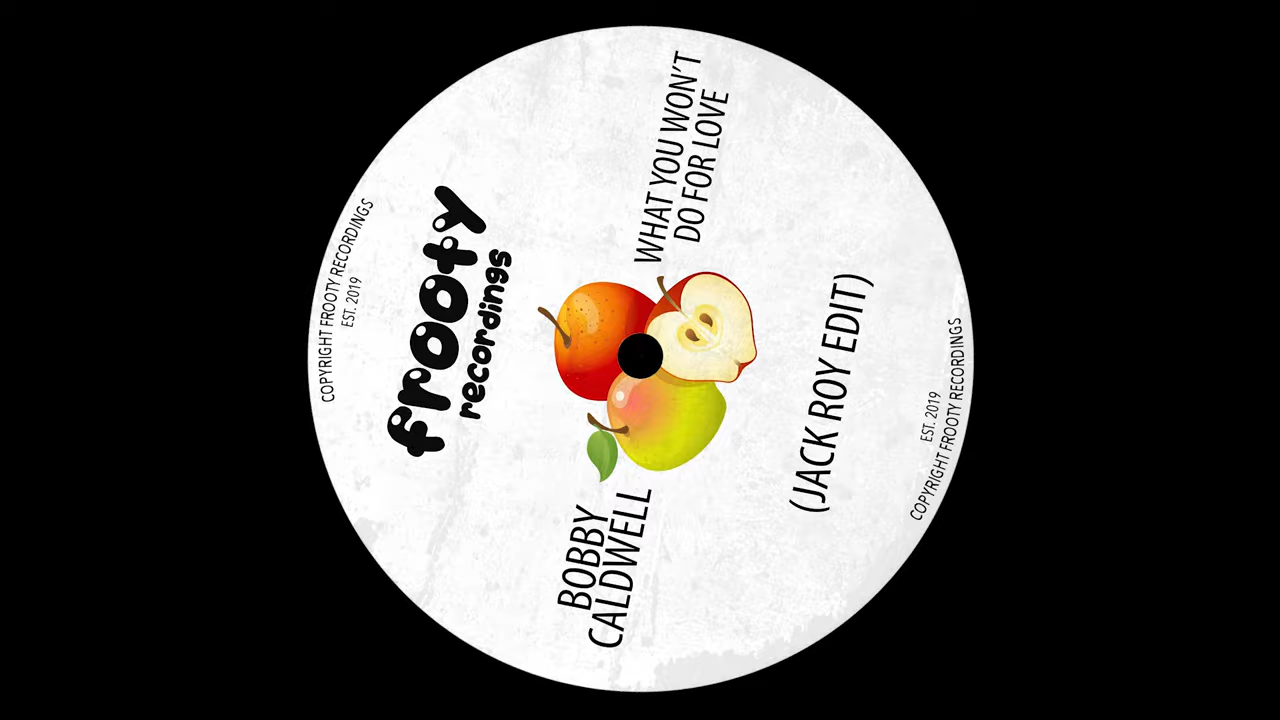 COPYRIGHT FROOTY RECORDINGS
EST. 2019
frooty
recordings
BOBBY
CALDWELL
WHAT YOU WON'T
DO FOR LOVE
(JACK ROY EDIT)
EST. 2019
COPYRIGHT FROOTY RECORDINGS